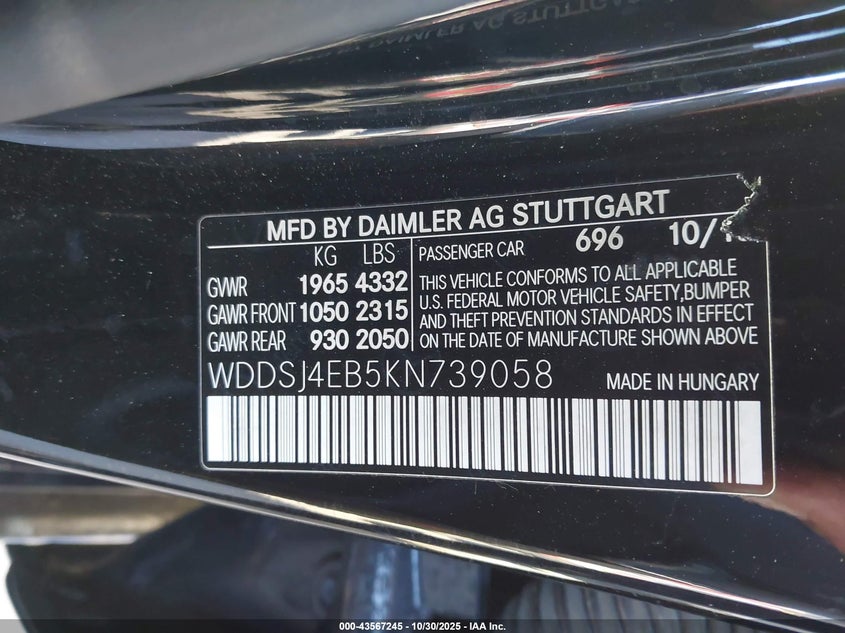 MFD BY DAIMLER AG STUTTGART
KG LBS
GVWR 1965 4332
GAWR FRONT 1050 2315
GAWR REAR 930 2050
PASSENGER CAR 696 10/1
THIS VEHICLE CONFORMS TO ALL APPLICABLE
U.S. FEDERAL MOTOR VEHICLE SAFETY,BUMPER
AND THEFT PREVENTION STANDARDS IN EFFECT
ON THE DATE OF MANUFACTURE SHOWN ABOVE
WDDSJ4EB5KN739058 MADE IN HUNGARY
000-43567245 - 10/30/2025 - IAA Inc.